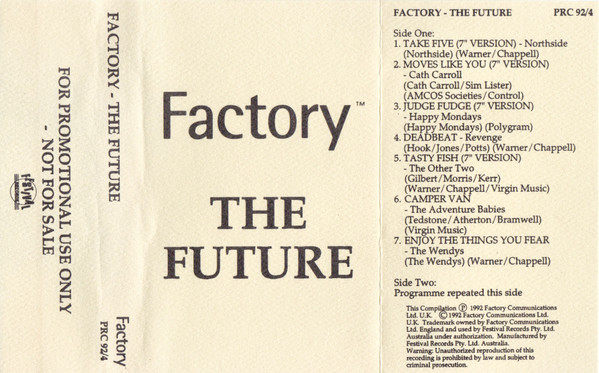 FOR PROMOTIONAL USE ONLY
- NOT FOR SALE
FESTIVAL
FACTORY - THE FUTURE
Factory
PRC 92/4
Factory™
THE
FUTURE
FACTORY - THE FUTURE PRC 92/4
Side One:
1. TAKE FIVE (7" VERSION) - Northside
(Northside) (Warner/Chappell)
2. MOVES LIKE YOU (7" VERSION)
- Cath Carroll
(Cath Carroll/Sim Lister)
(AMCOS Societies/Control)
3. JUDGE FUDGE (7" VERSION)
- Happy Mondays
(Happy Mondays) (Polygram)
4. DEADBEAT - Revenge
(Hook/Jones/Potts) (Warner/Chappell)
5. TASTY FISH (7" VERSION)
- The Other Two
(Gilbert/Morris/Kerr)
(Warner/Chappell/Virgin Music)
6. CAMPER VAN
- The Adventure Babies
(Tedstone/Atherton/Bramwell)
(Virgin Music)
7. ENJOY THE THINGS YOU FEAR
- The Wendys
(The Wendys) (Warner/Chappell)
Side Two:
Programme repeated this side
This Compilation Ⓟ 1992 Factory Communications
Ltd. U.K. ©1992 Factory Communications Ltd.
U.K. Trademark owned by Factory Communications
Ltd. England and used by Festival Records Pty. Ltd.
Australia under authorization. Manufactured by
Festival Records Pty. Ltd. Australia.
Warning: Unauthorized reproduction of this
recording is prohibited by law and subject to
criminal prosecution.